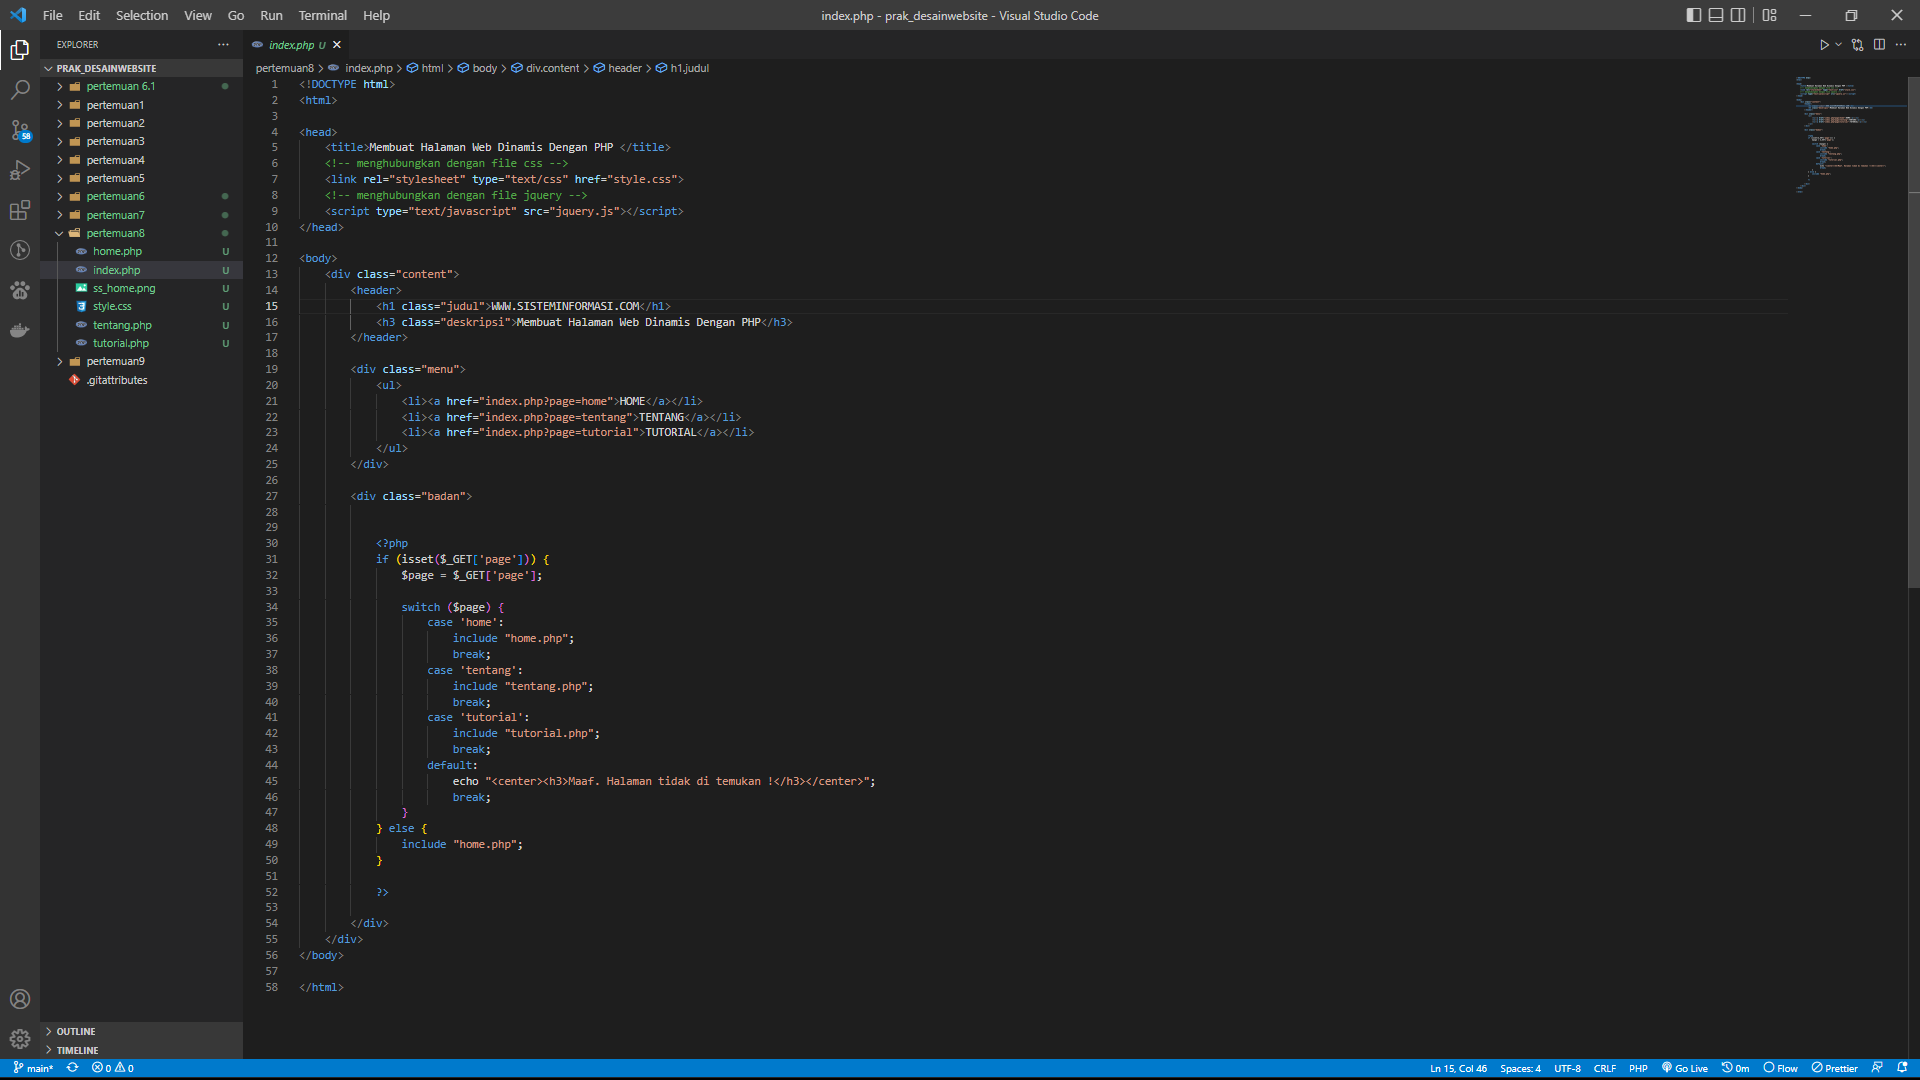 File Edit Selection View Go Run Terminal Help
index.php - prak_desainwebsite - Visual Studio Code
EXPLORER
index.php U
PRAK_DESAINWEBSITE
pertemuan 6.1
pertemuan1
pertemuan2
pertemuan3
pertemuan4
pertemuan5
pertemuan6
pertemuan7
pertemuan8
home.php U
index.php U
ss_home.png U
style.css U
tentang.php U
tutorial.php U
pertemuan9
.gitattributes
58
OUTLINE
TIMELINE
pertemuan8 > index.php > html > body > div.content > header > h1.judul
1 <!DOCTYPE html>
2 <html>
3
4 <head>
5 <title>Membuat Halaman Web Dinamis Dengan PHP </title>
6 <!-- menghubungkan dengan file css -->
7 <link rel="stylesheet" type="text/css" href="style.css">
8 <!-- menghubungkan dengan file jquery -->
9 <script type="text/javascript" src="jquery.js"></script>
10 </head>
11
12 <body>
13 <div class="content">
14 <header>
15 <h1 class="judul">WWW.SISTEMINFORMASI.COM</h1>
16 <h3 class="deskripsi">Membuat Halaman Web Dinamis Dengan PHP</h3>
17 </header>
18
19 <div class="menu">
20 <ul>
21 <li><a href="index.php?page=home">HOME</a></li>
22 <li><a href="index.php?page=tentang">TENTANG</a></li>
23 <li><a href="index.php?page=tutorial">TUTORIAL</a></li>
24 </ul>
25 </div>
26
27 <div class="badan">
28
29
30 <?php
31 if (isset($_GET['page'])) {
32 $page = $_GET['page'];
33
34 switch ($page) {
35 case 'home':
36 include "home.php";
37 break;
38 case 'tentang':
39 include "tentang.php";
40 break;
41 case 'tutorial':
42 include "tutorial.php";
43 break;
44 default:
45 echo "<center><h3>Maaf. Halaman tidak di temukan !</h3></center>";
46 break;
47 }
48 } else {
49 include "home.php";
50 }
51
52 ?>
53
54 </div>
55 </div>
56 </body>
57
58 </html>
main* 0 0
Ln 15, Col 46 Spaces: 4 UTF-8 CRLF PHP Go Live 0m Flow Prettier